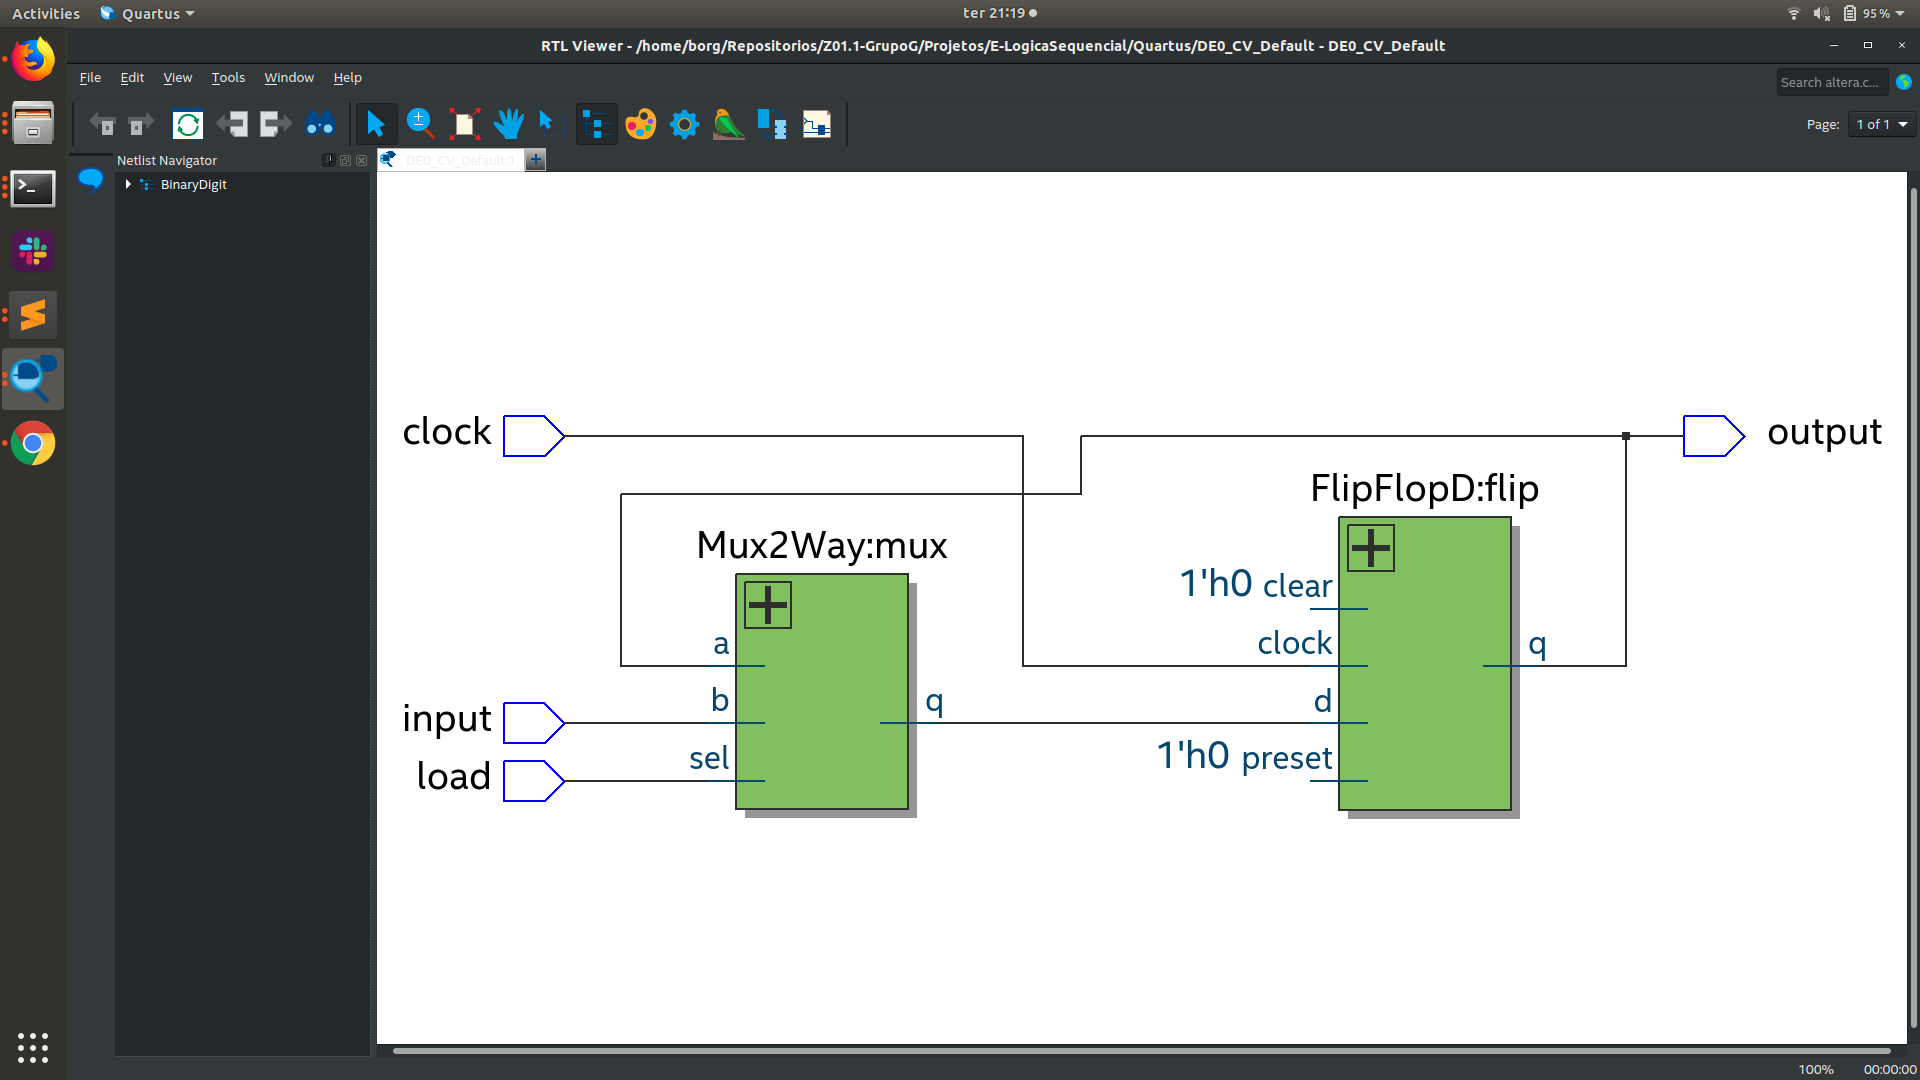 Activities
Quartus
ter 21:19
95 %
RTL Viewer - /home/borg/Repositorios/Z01.1-GrupoG/Projetos/E-LogicaSequencial/Quartus/DE0_CV_Default - DE0_CV_Default
File Edit View Tools Window Help
Search altera.c...
Page: 1 of 1
Netlist Navigator
DE0_CV_Default:1
BinaryDigit
clock
output
FlipFlopD:flip
Mux2Way:mux
1'h0 clear
a
clock
q
b
q
d
input
sel
1'h0 preset
load
100%
00:00:00